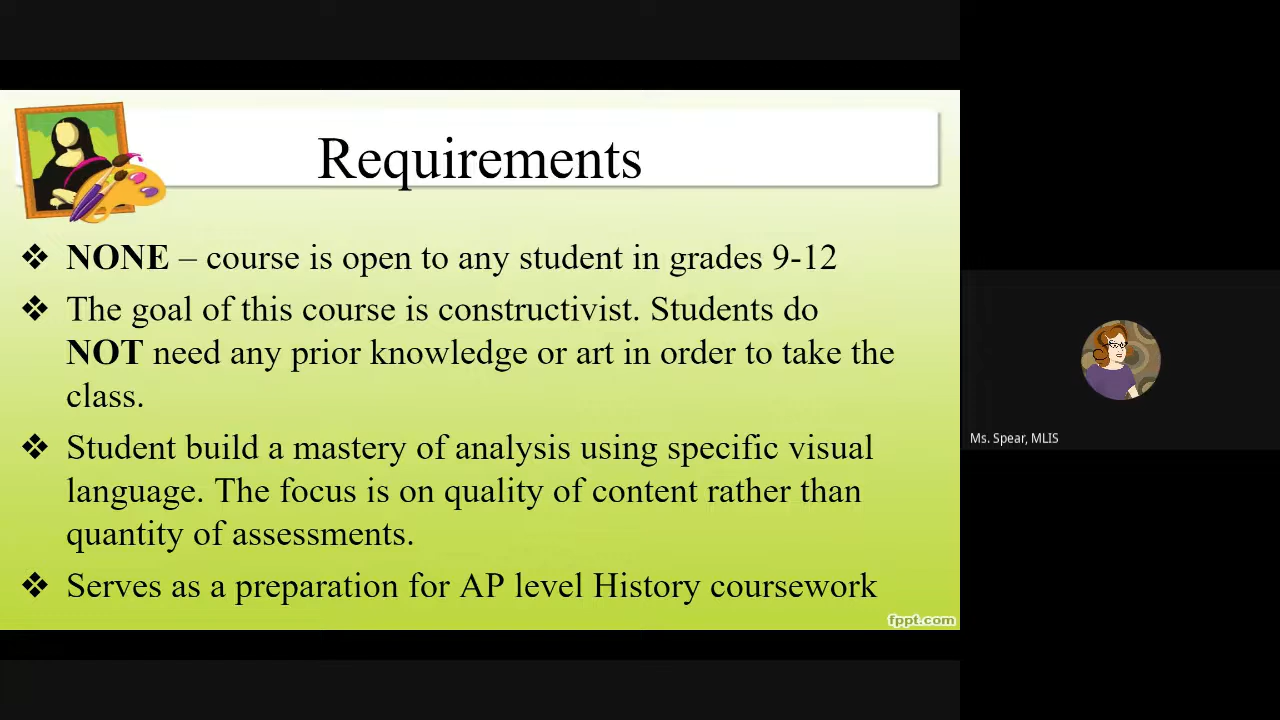 Requirements
❖ NONE – course is open to any student in grades 9-12
❖ The goal of this course is constructivist. Students do
NOT need any prior knowledge or art in order to take the
class.
❖ Student build a mastery of analysis using specific visual
language. The focus is on quality of content rather than
quantity of assessments.
❖ Serves as a preparation for AP level History coursework
fppt.com
Ms. Spear, MLIS